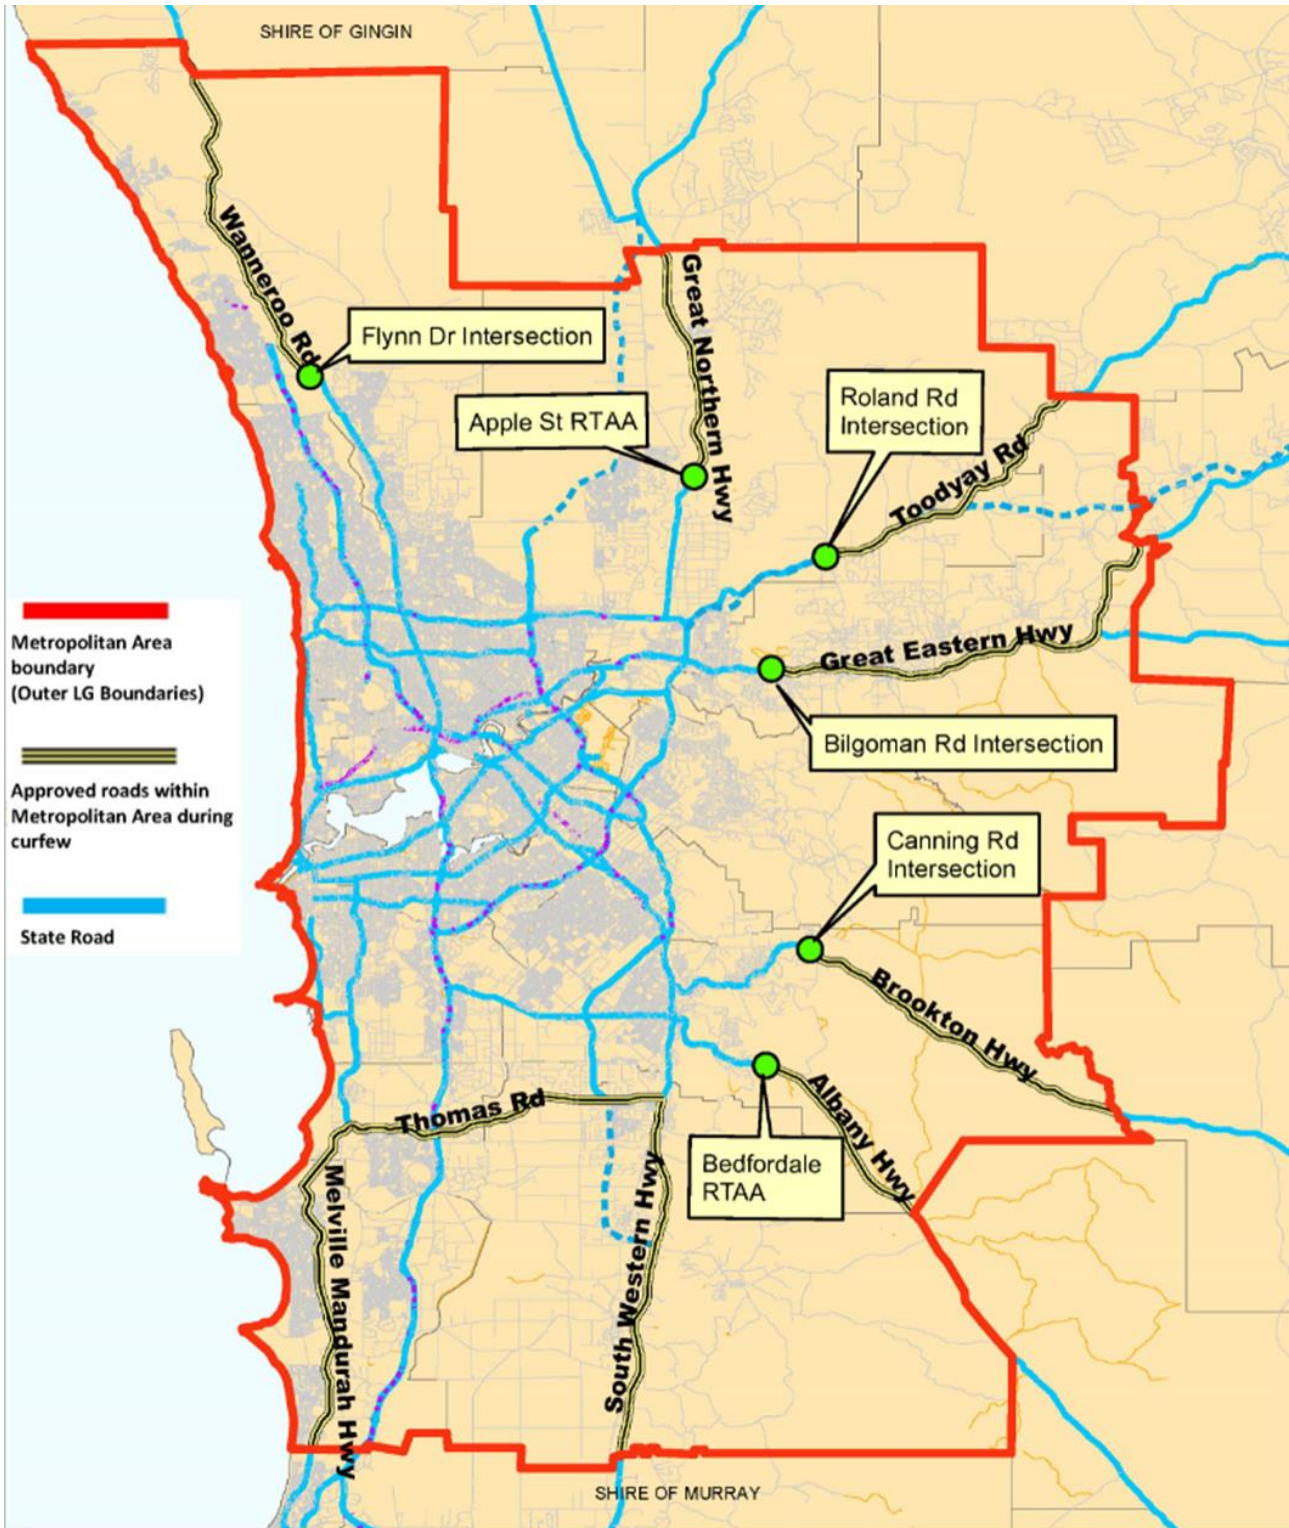 SHIRE OF GINGIN
Wanneroo Rd
Great Northern Hwy
Flynn Dr Intersection
Apple St RTAA
Roland Rd
Intersection
Toodyay Rd
Metropolitan Area
boundary
(Outer LG Boundaries)
Great Eastern Hwy
Bilgoman Rd Intersection
Approved roads within
Metropolitan Area during
curfew
Canning Rd
Intersection
State Road
Brookton Hwy
Thomas Rd
Albany Hwy
Bedfordale
RTAA
Melville Mandurah Hwy
South Western Hwy
SHIRE OF MURRAY